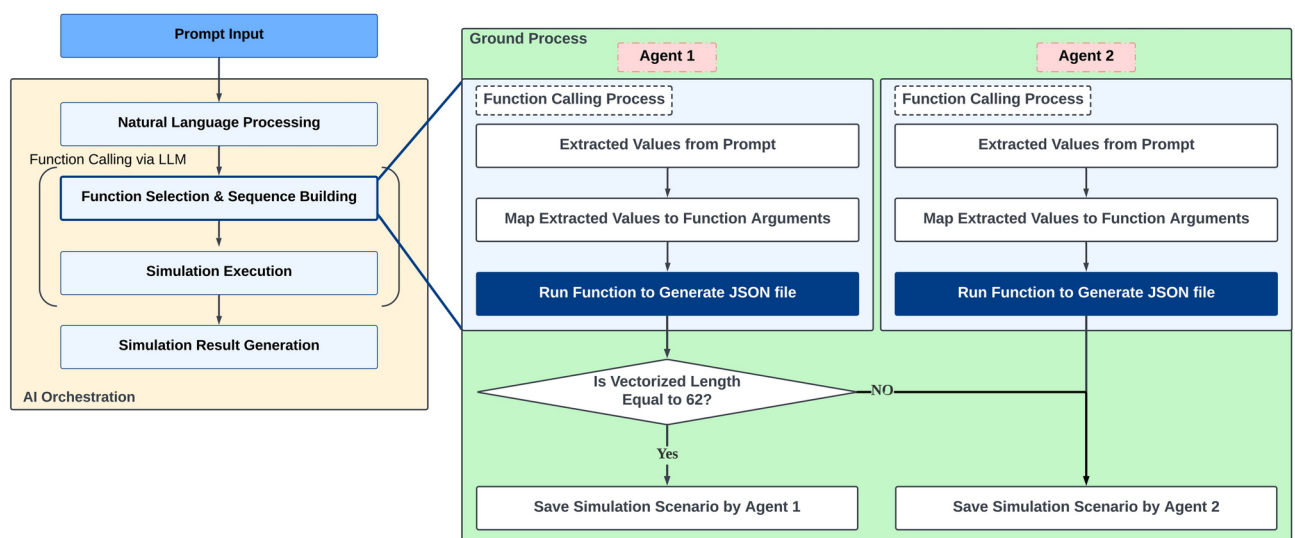 Prompt Input
Natural Language Processing
Function Calling via LLM
Function Selection & Sequence Building
Simulation Execution
Simulation Result Generation
AI Orchestration
Ground Process
Agent 1
Function Calling Process
Extracted Values from Prompt
Map Extracted Values to Function Arguments
Run Function to Generate JSON file
Is Vectorized Length
Equal to 62?
NO
Yes
Save Simulation Scenario by Agent 1
Agent 2
Function Calling Process
Extracted Values from Prompt
Map Extracted Values to Function Arguments
Run Function to Generate JSON file
Save Simulation Scenario by Agent 2